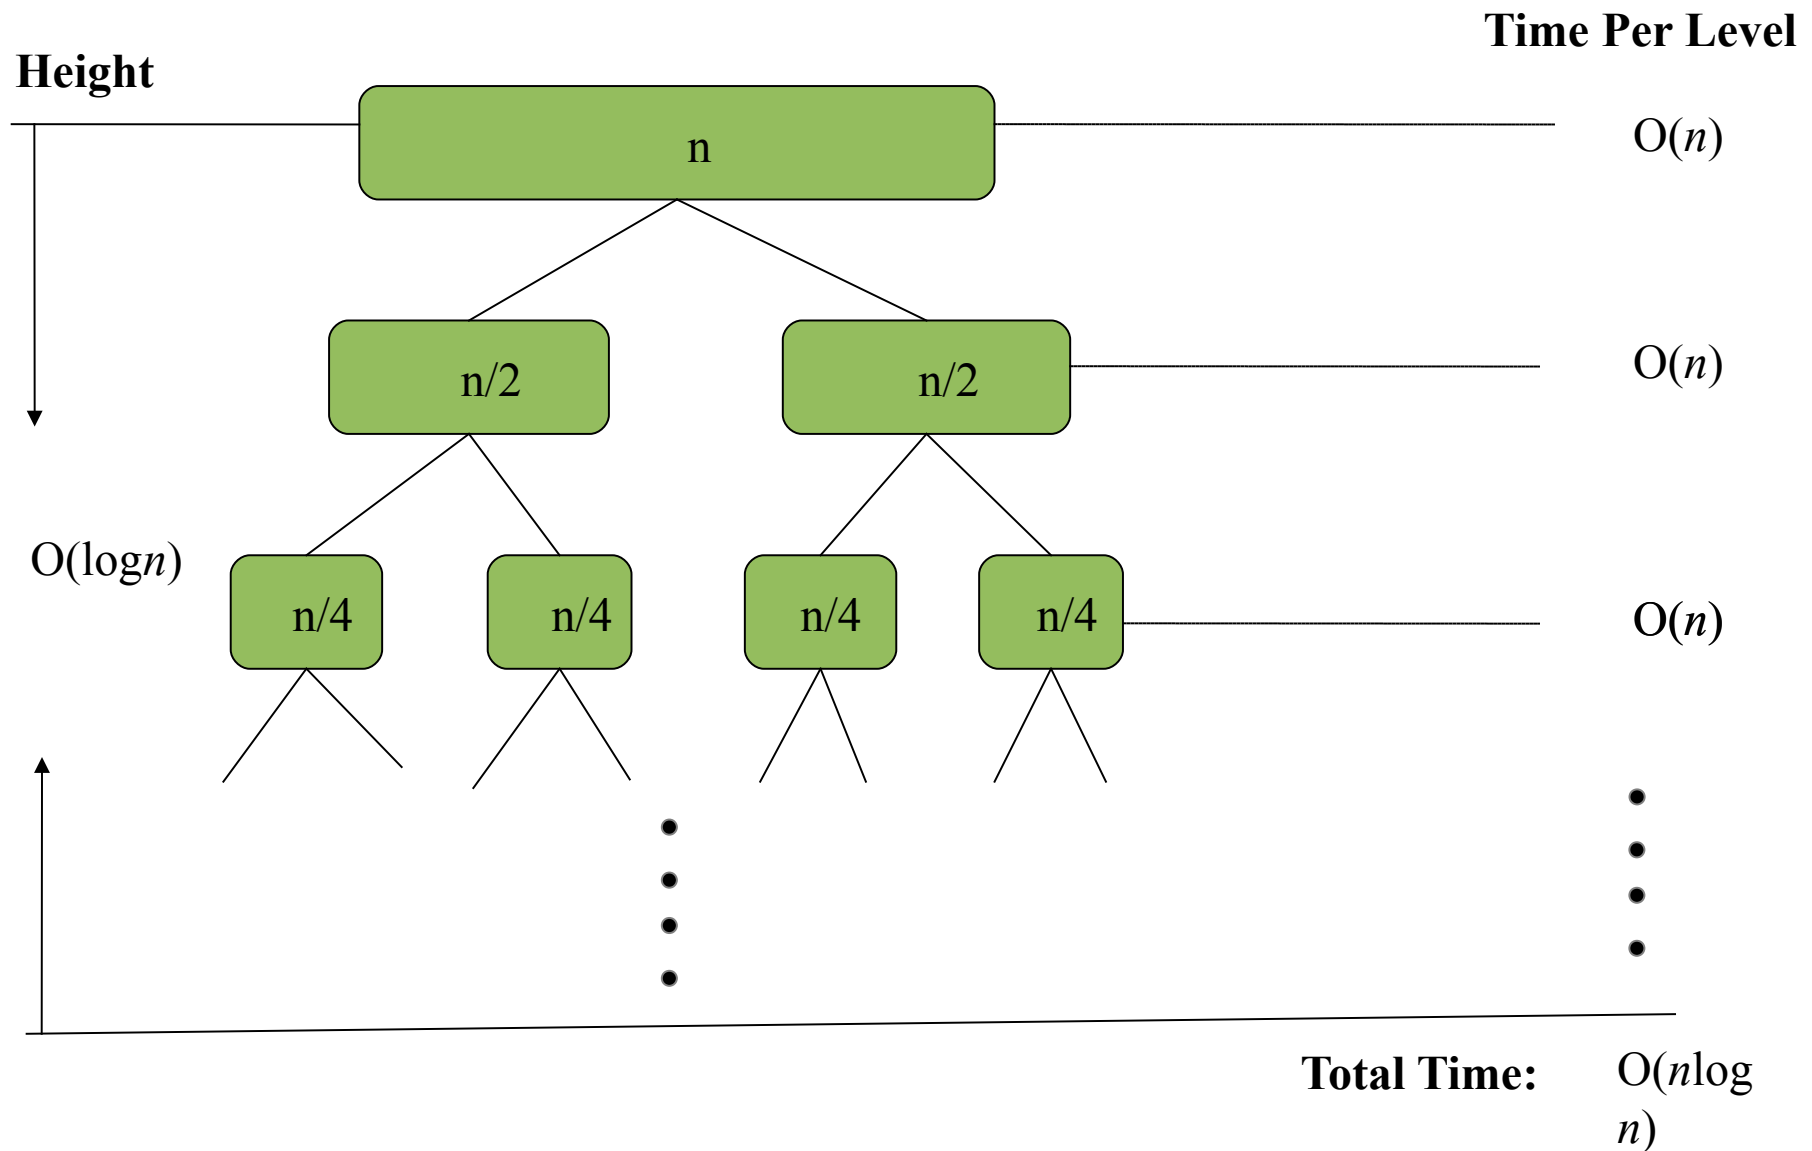 Time Per Level
Height
n
O(n)
n/2
n/2
O(n)
O(logn)
n/4
n/4
n/4
n/4
O(n)
Total Time:
O(nlog
n)